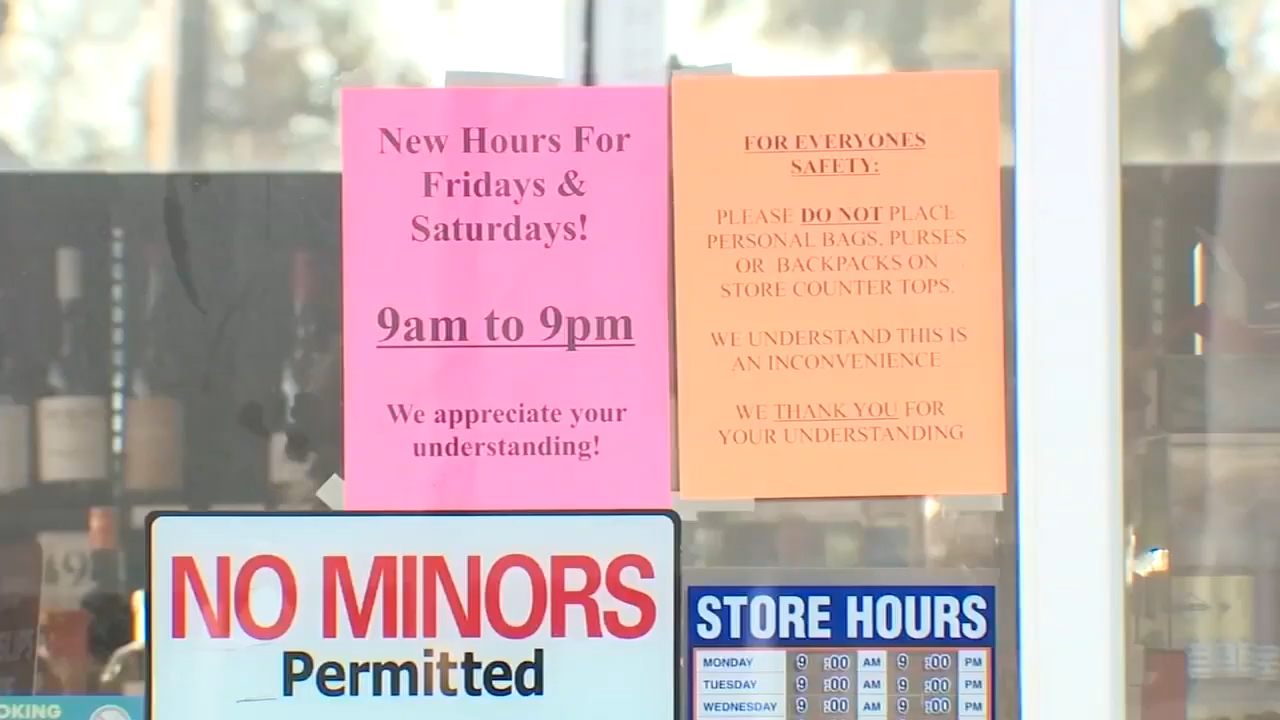 New Hours For
Fridays &
Saturdays!
9am to 9pm
We appreciate your
understanding!
FOR EVERYONES
SAFETY:
PLEASE DO NOT PLACE
PERSONAL BAGS, PURSES
OR BACKPACKS ON
STORE COUNTER TOPS.
WE UNDERSTAND THIS IS
AN INCONVENIENCE
WE THANK YOU FOR
YOUR UNDERSTANDING
NO MINORS
Permitted
STORE HOURS
MONDAY 9 :00 AM 9 :00 PM
TUESDAY 9 :00 AM 9 :00 PM
WEDNESDAY 9 :00 AM 9 :00 PM
OKING
49